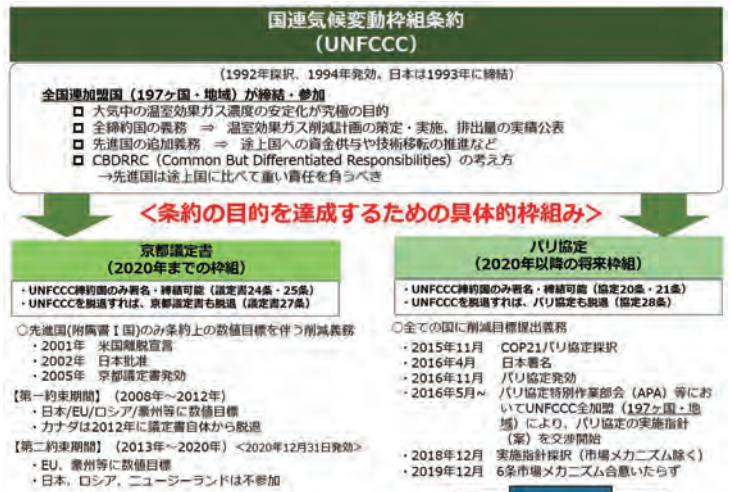 国連気候変動枠組条約
(UNFCCC)
(1992年採択、1994年発効、日本は1993年に締結)
全国連加盟国(197ヶ国・地域)が締結・参加
□ 大気中の温室効果ガス濃度の安定化が究極の目的
□ 全締約国の義務 ⇒ 温室効果ガス削減計画の策定・実施、排出量の実績公表
□ 先進国の追加義務 ⇒ 途上国への資金供与や技術移転の推進など
□ CBDRRC(Common But Differentiated Responsibilities)の考え方
→先進国は途上国に比べて重い責任を負うべき
<条約の目的を達成するための具体的枠組み>
京都議定書
(2020年までの枠組)
・UNFCCC締約国のみ署名・締結可能(議定書24条・25条)
・UNFCCCを脱退すれば、京都議定書も脱退(議定書27条)
○先進国(附属書Ⅰ国)のみ条約上の数値目標を伴う削減義務
・2001年 米国離脱宣言
・2002年 日本批准
・2005年 京都議定書発効
【第一約束期間】(2008年~2012年)
・日本/EU/ロシア/豪州等に数値目標
・カナダは2012年に議定書自体から脱退
【第二約束期間】(2013年~2020年)<2020年12月31日発効>
・EU、豪州等に数値目標
・日本、ロシア、ニュージーランドは不参加
パリ協定
(2020年以降の将来枠組)
・UNFCCC締約国のみ署名・締結可能(協定20条・21条)
・UNFCCCを脱退すれば、パリ協定も脱退(協定28条)
○全ての国に削減目標提出義務
・2015年11月 COP21パリ協定採択
・2016年4月 日本署名
・2016年11月 パリ協定発効
・2016年5月~ パリ協定特別作業部会(APA)等にお
いてUNFCCC全加盟(197ヶ国・地
域)により、パリ協定の実施指針
(案)を交渉開始
・2018年12月 実施指針採択(市場メカニズム除く)
・2019年12月 6条市場メカニズム合意いたらず